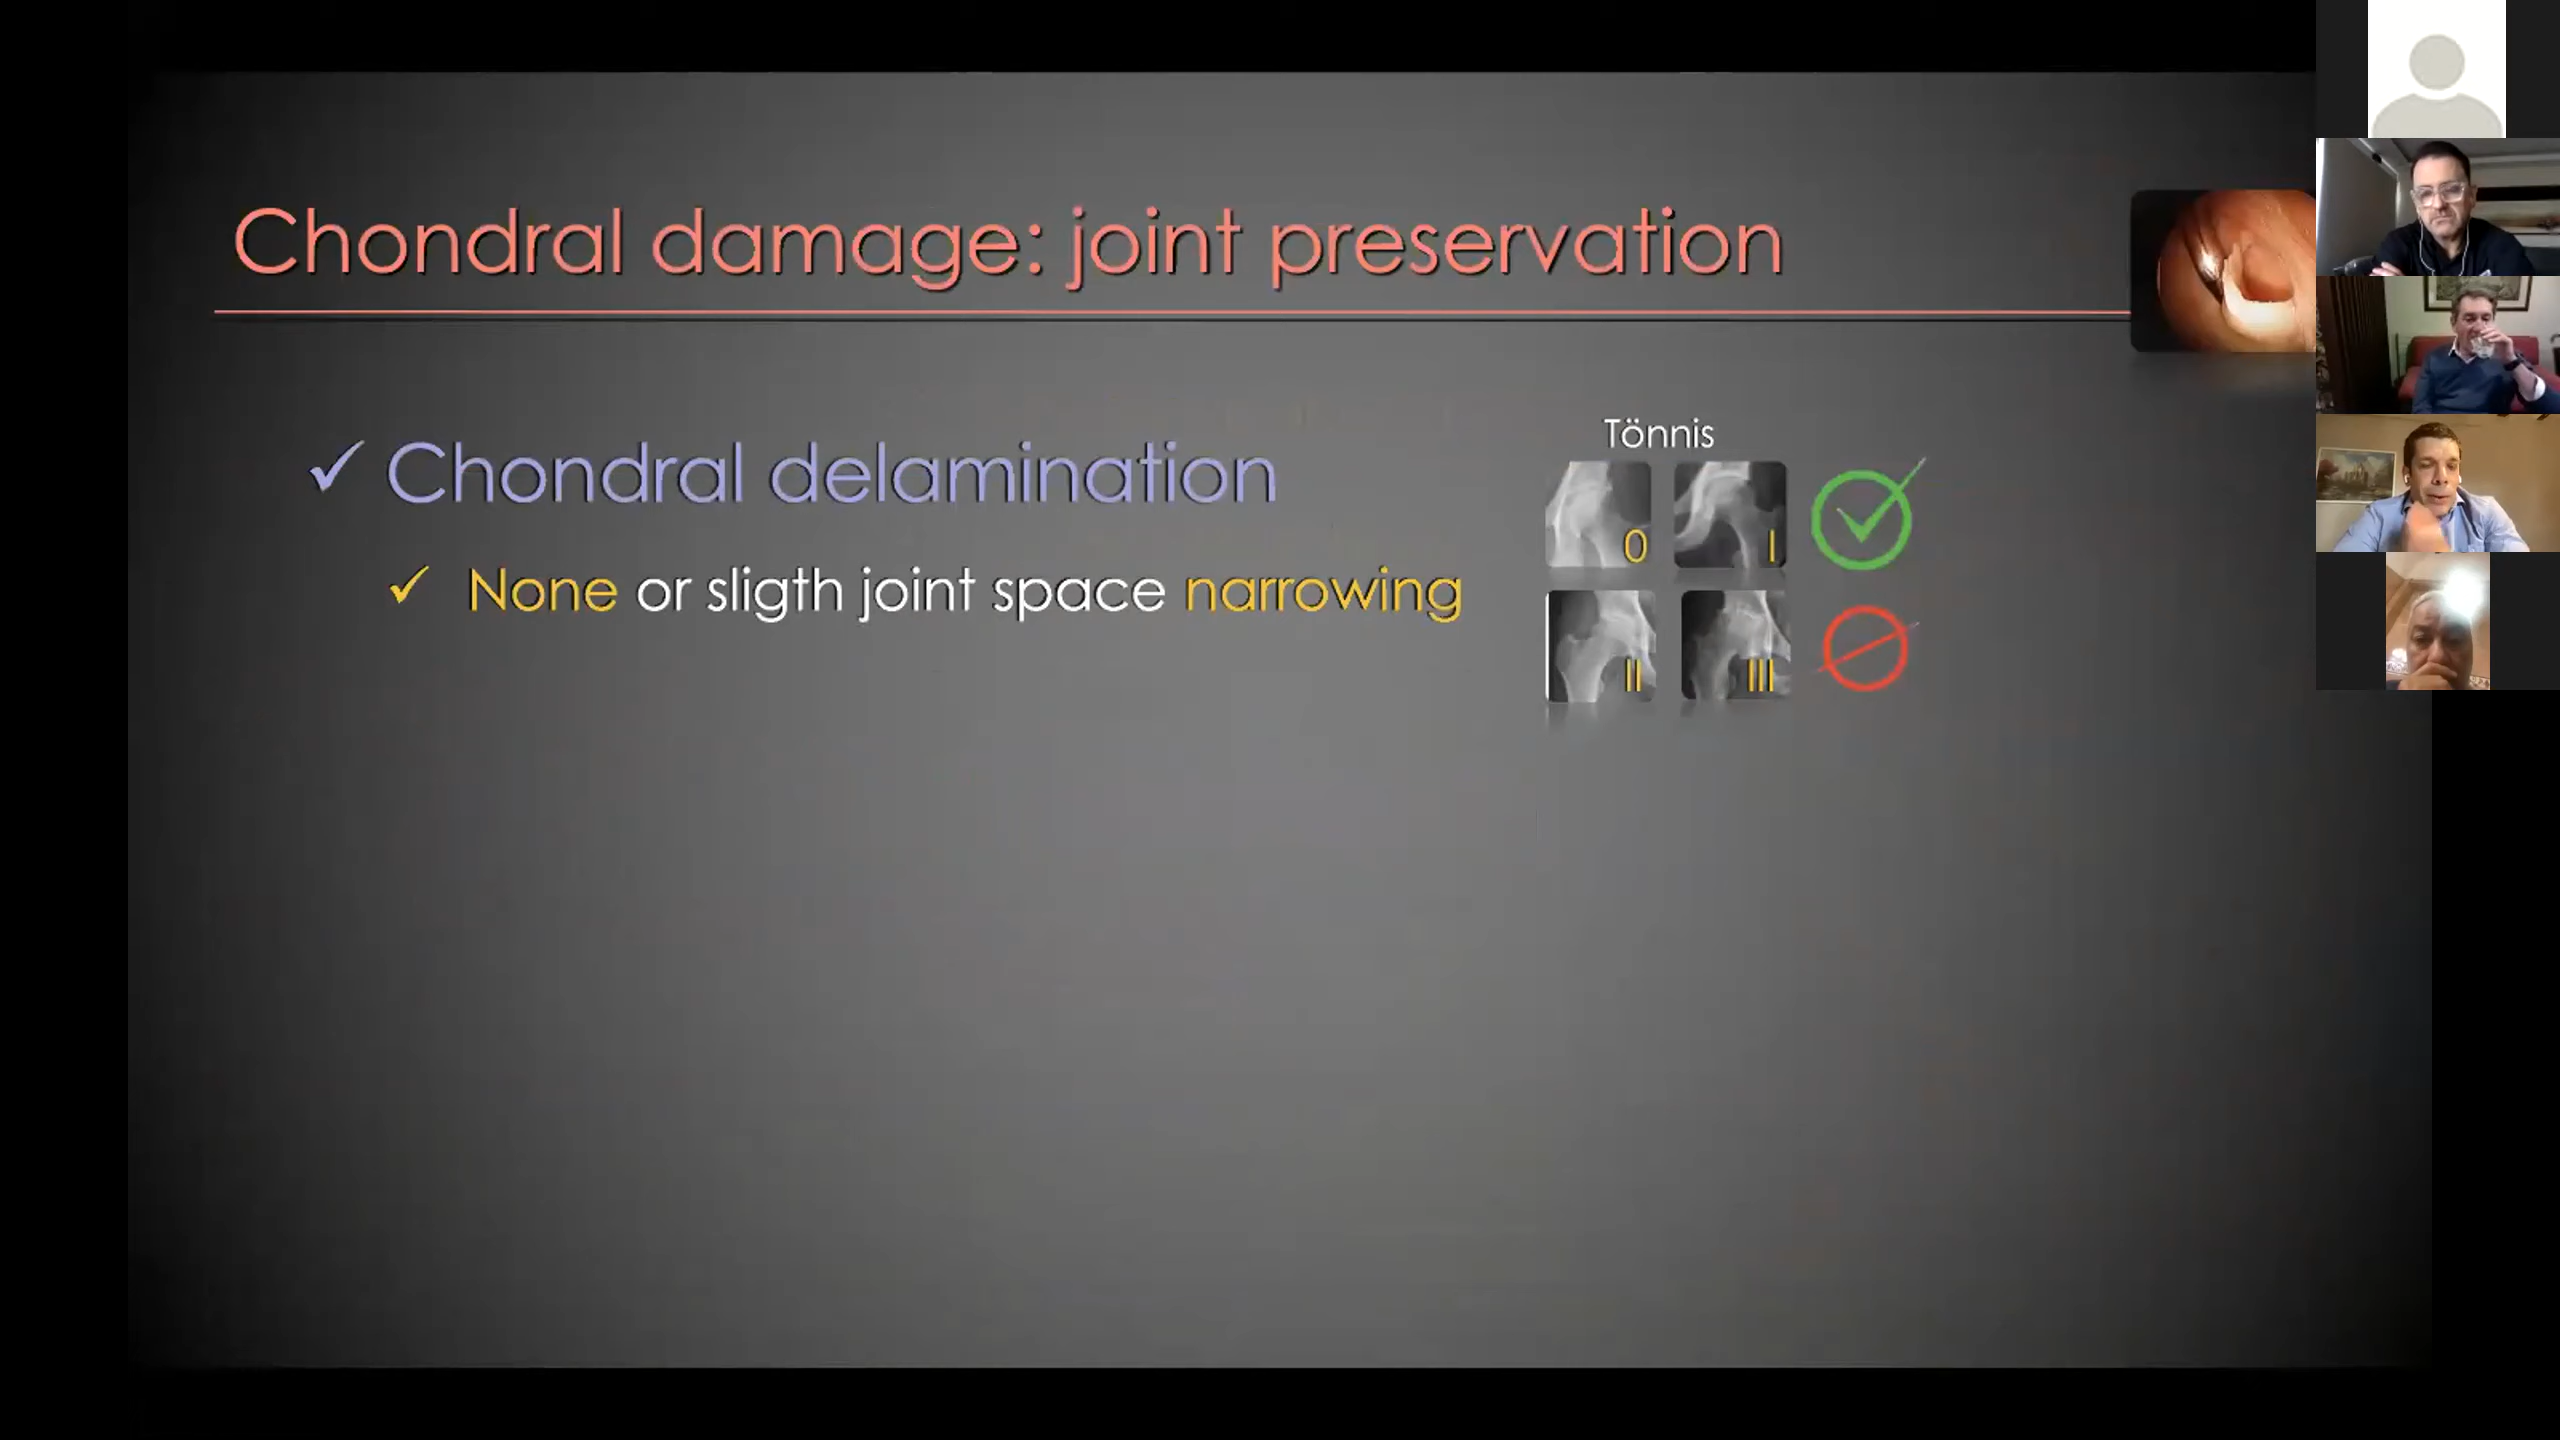 Chondral damage: joint preservation
✓ Chondral delamination
✓ None or sligth joint space narrowing
Tönnis
0 I
II III